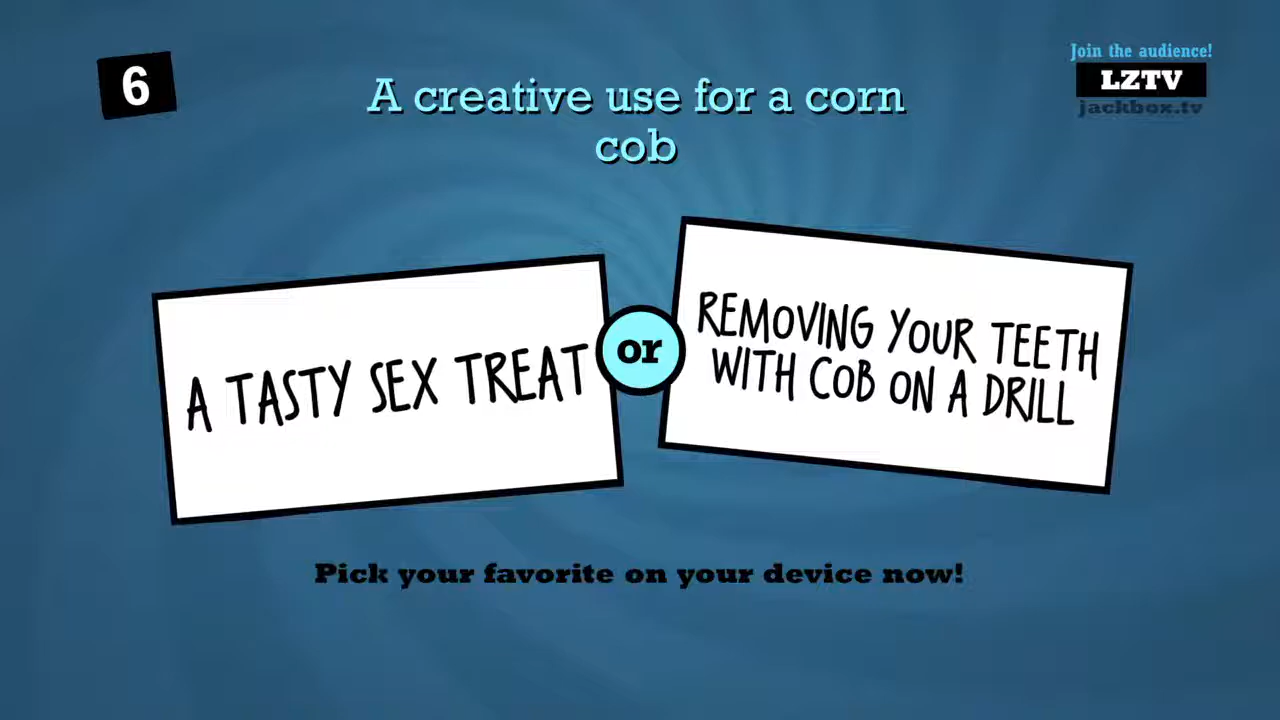 6
A creative use for a corn
cob
Join the audience!
LZTV
jackbox.tv
A TASTY SEX TREAT
or
REMOVING YOUR TEETH
WITH COB ON A DRILL
Pick your favorite on your device now!